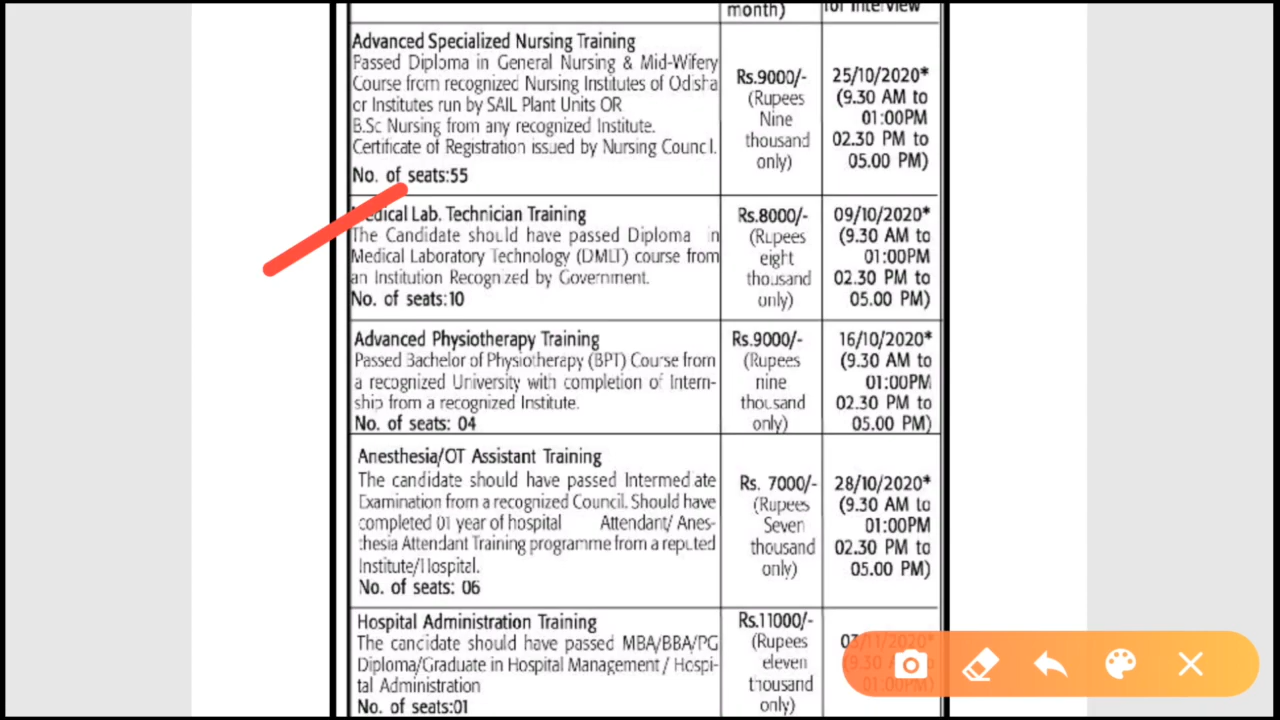 month)
for Interview
Advanced Specialized Nursing Training
Passed Diploma in General Nursing & Mid-Wifery
Course from recognized Nursing Institutes of Odisha
or Institutes run by SAIL Plant Units OR
B.Sc Nursing from any recognized Institute.
Certificate of Registration issued by Nursing Council.
No. of seats:55
Rs.9000/-
(Rupees
Nine
thousand
only)
25/10/2020*
(9.30 AM to
01:00PM
02.30 PM to
05.00 PM)
Medical Lab. Technician Training
The Candidate should have passed Diploma in
Medical Laboratory Technology (DMLT) course from
an Institution Recognized by Government.
No. of seats:10
Rs.8000/-
(Rupees
eight
thousand
only)
09/10/2020*
(9.30 AM to
01:00PM
02.30 PM to
05.00 PM)
Advanced Physiotherapy Training
Passed Bachelor of Physiotherapy (BPT) Course from
a recognized University with completion of Intern-
ship from a recognized Institute.
No. of seats: 04
Rs.9000/-
(Rupees
nine
thousand
only)
16/10/2020*
(9.30 AM to
01:00PM
02.30 PM to
05.00 PM)
Anesthesia/OT Assistant Training
The candidate should have passed Intermediate
Examination from a recognized Council. Should have
completed 01 year of hospital Attendant/ Anes-
thesia Attendant Training programme from a reputed
Institute/Hospital.
No. of seats: 06
Rs. 7000/-
(Rupees
Seven
thousand
only)
28/10/2020*
(9.30 AM to
01:00PM
02.30 PM to
05.00 PM)
Hospital Administration Training
The candidate should have passed MBA/BBA/PG
Diploma/Graduate in Hospital Management / Hospi-
tal Administration
No. of seats:01
Rs.11000/-
(Rupees
eleven
thousand
only)
03/11/2020*
(9.30 AM to
01:00PM)